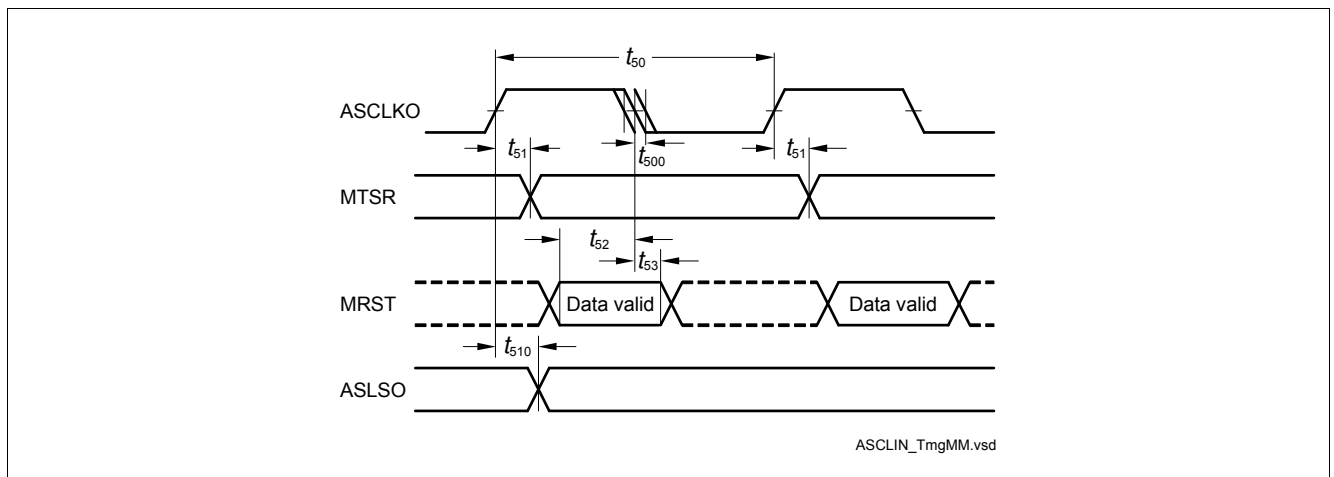 t50
ASCLKO
t51
t500
t51
MTSR
t52
t53
MRST
Data valid
Data valid
t510
ASLSO
ASCLIN_TmgMM.vsd